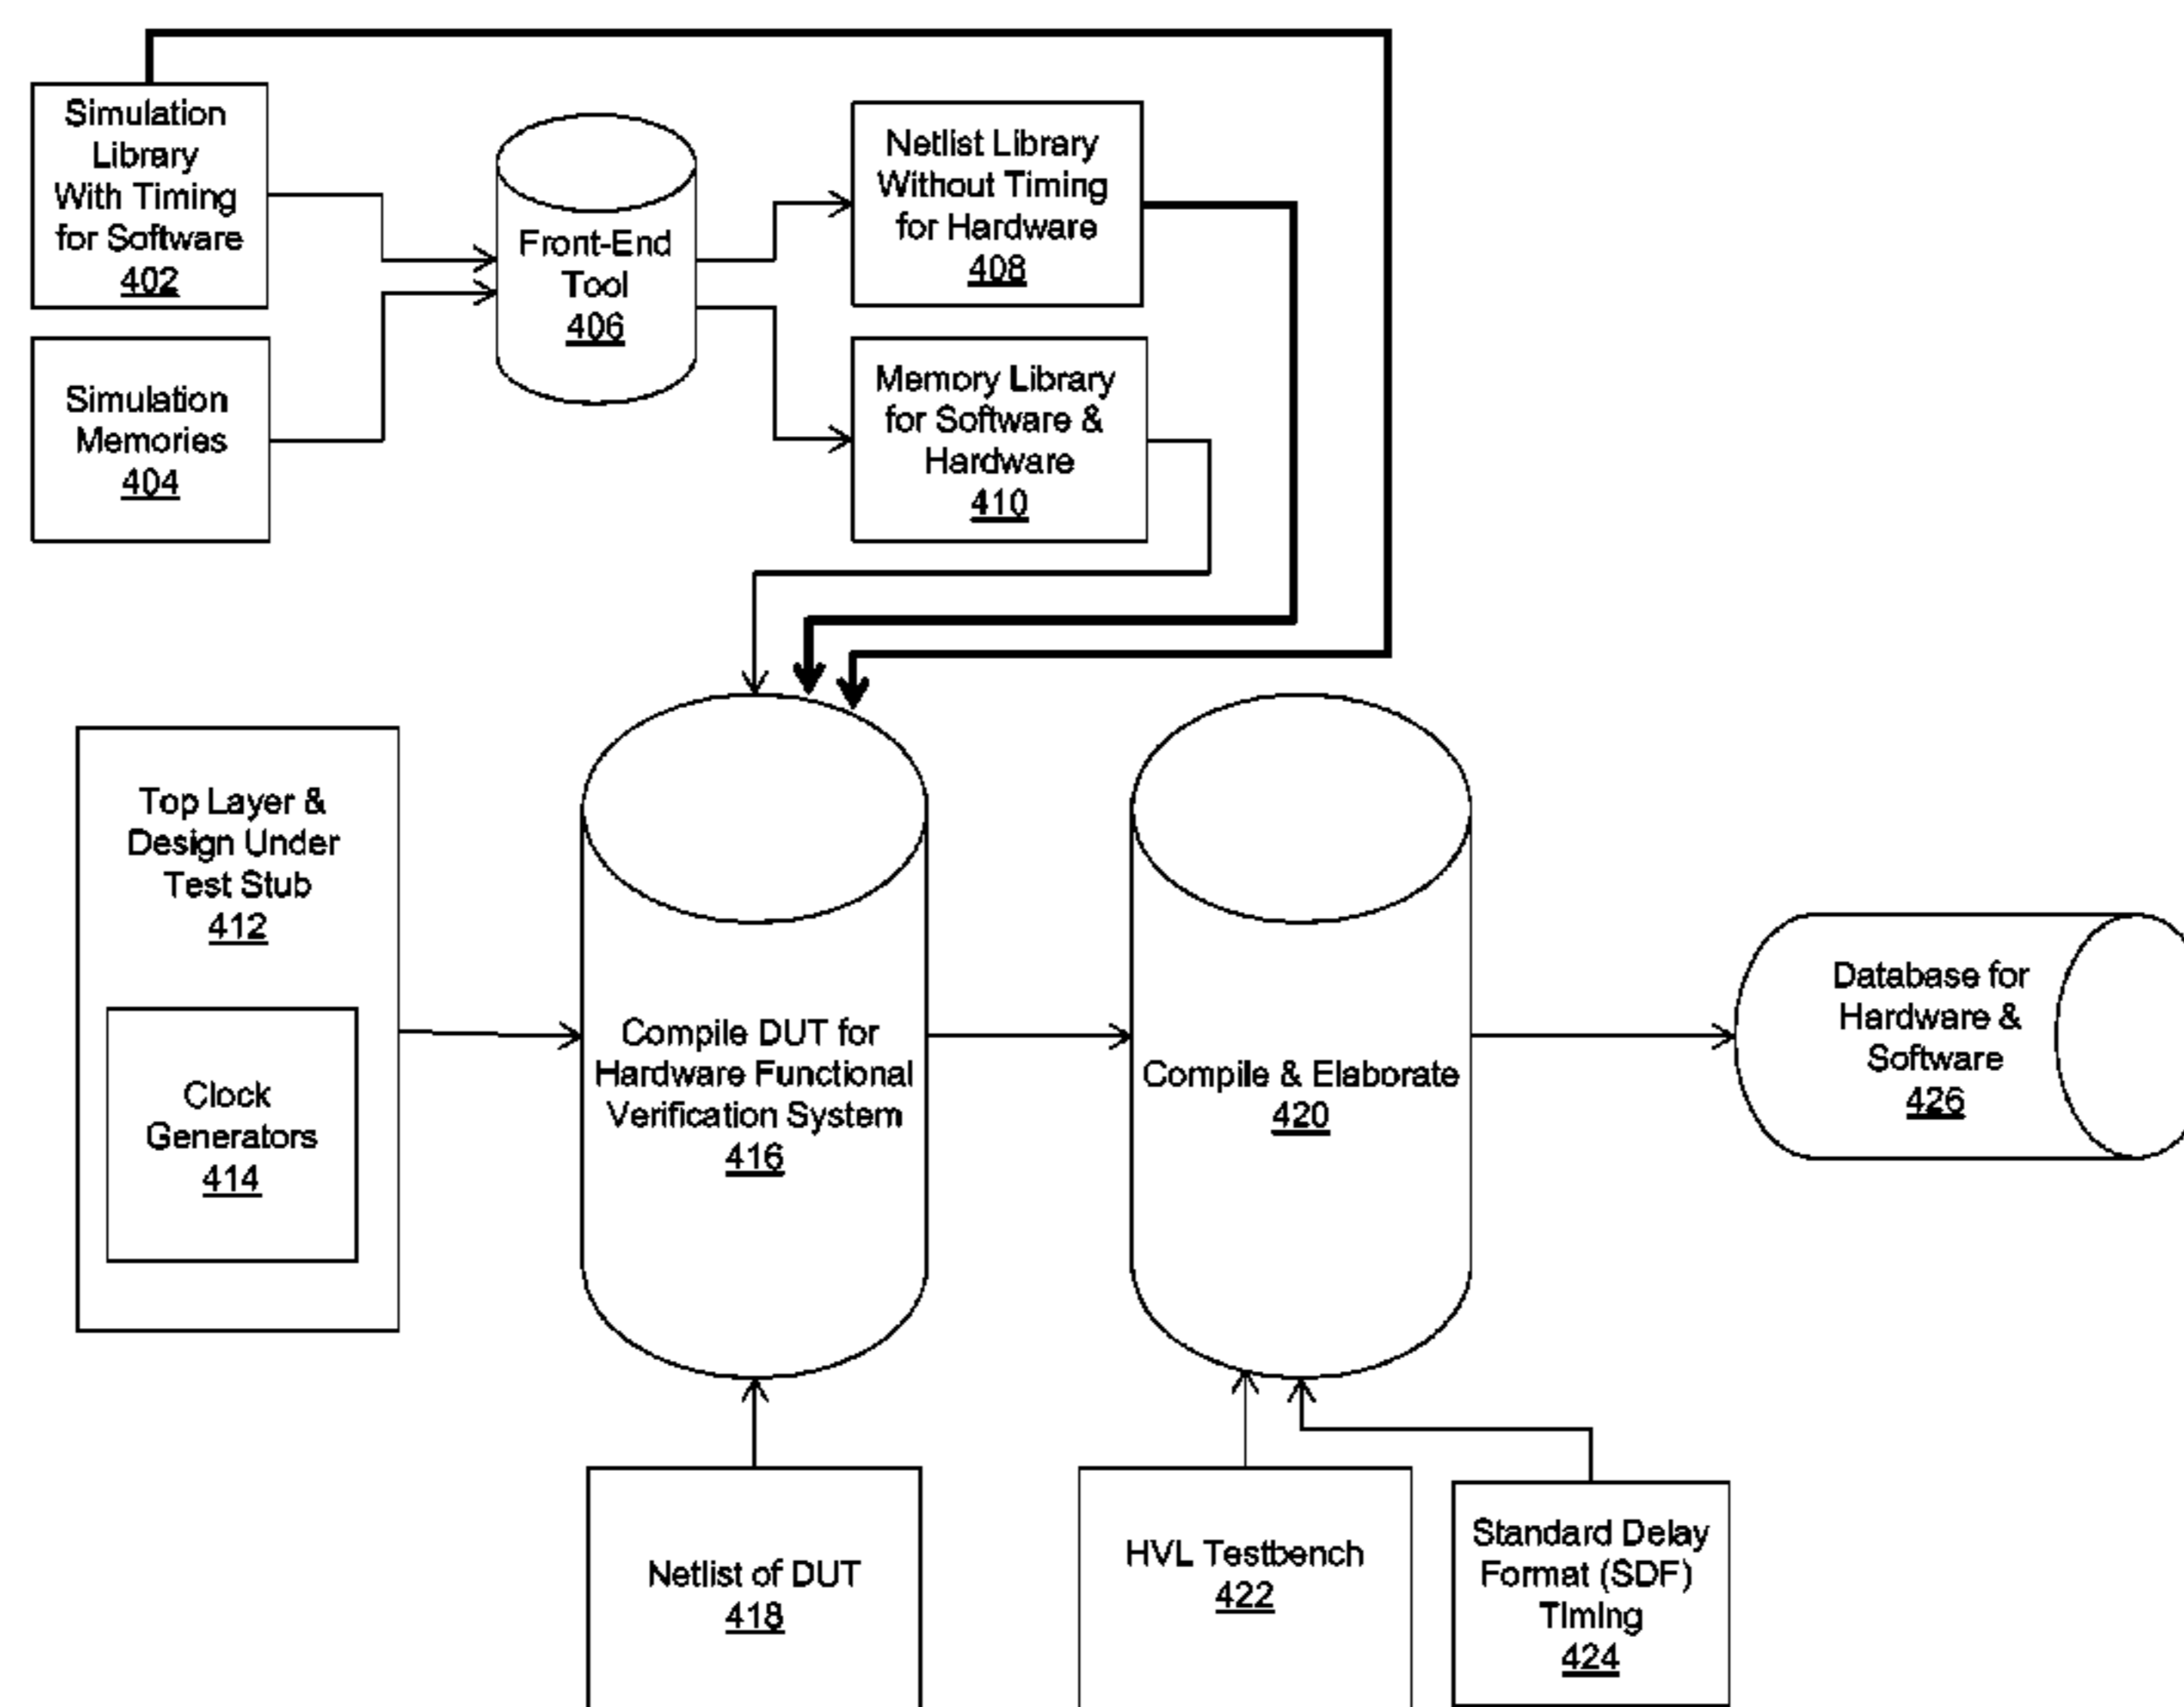 Simulation
Library
With Timing
for Software
402
Simulation
Memories
404
Front-End
Tool
406
Netlist Library
Without Timing
for Hardware
408
Memory Library
for Software &
Hardware
410
Top Layer &
Design Under
Test Stub
412
Clock
Generators
414
Compile DUT for
Hardware Functional
Verification System
416
Compile & Elaborate
420
Database for
Hardware &
Software
426
Netlist of DUT
418
HVL Testbench
422
Standard Delay
Format (SDF)
Timing
424